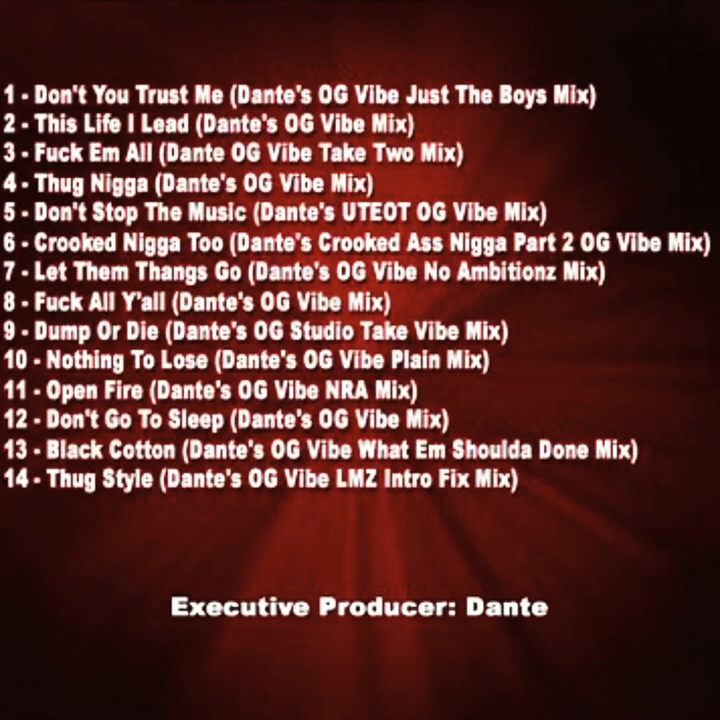 1 - Don't You Trust Me (Dante's OG Vibe Just The Boys Mix)
2 - This Life I Lead (Dante's OG Vibe Mix)
3 - Fuck Em All (Dante OG Vibe Take Two Mix)
4 - Thug Nigga (Dante's OG Vibe Mix)
5 - Don't Stop The Music (Dante's UTEOT OG Vibe Mix)
6 - Crooked Nigga Too (Dante's Crooked Ass Nigga Part 2 OG Vibe Mix)
7 - Let Them Thangs Go (Dante's OG Vibe No Ambitionz Mix)
8 - Fuck All Y'all (Dante's OG Vibe Mix)
9 - Dump Or Die (Dante's OG Studio Take Vibe Mix)
10 - Nothing To Lose (Dante's OG Vibe Plain Mix)
11 - Open Fire (Dante's OG Vibe NRA Mix)
12 - Don't Go To Sleep (Dante's OG Vibe Mix)
13 - Black Cotton (Dante's OG Vibe What Em Shoulda Done Mix)
14 - Thug Style (Dante's OG Vibe LMZ Intro Fix Mix)
Executive Producer: Dante